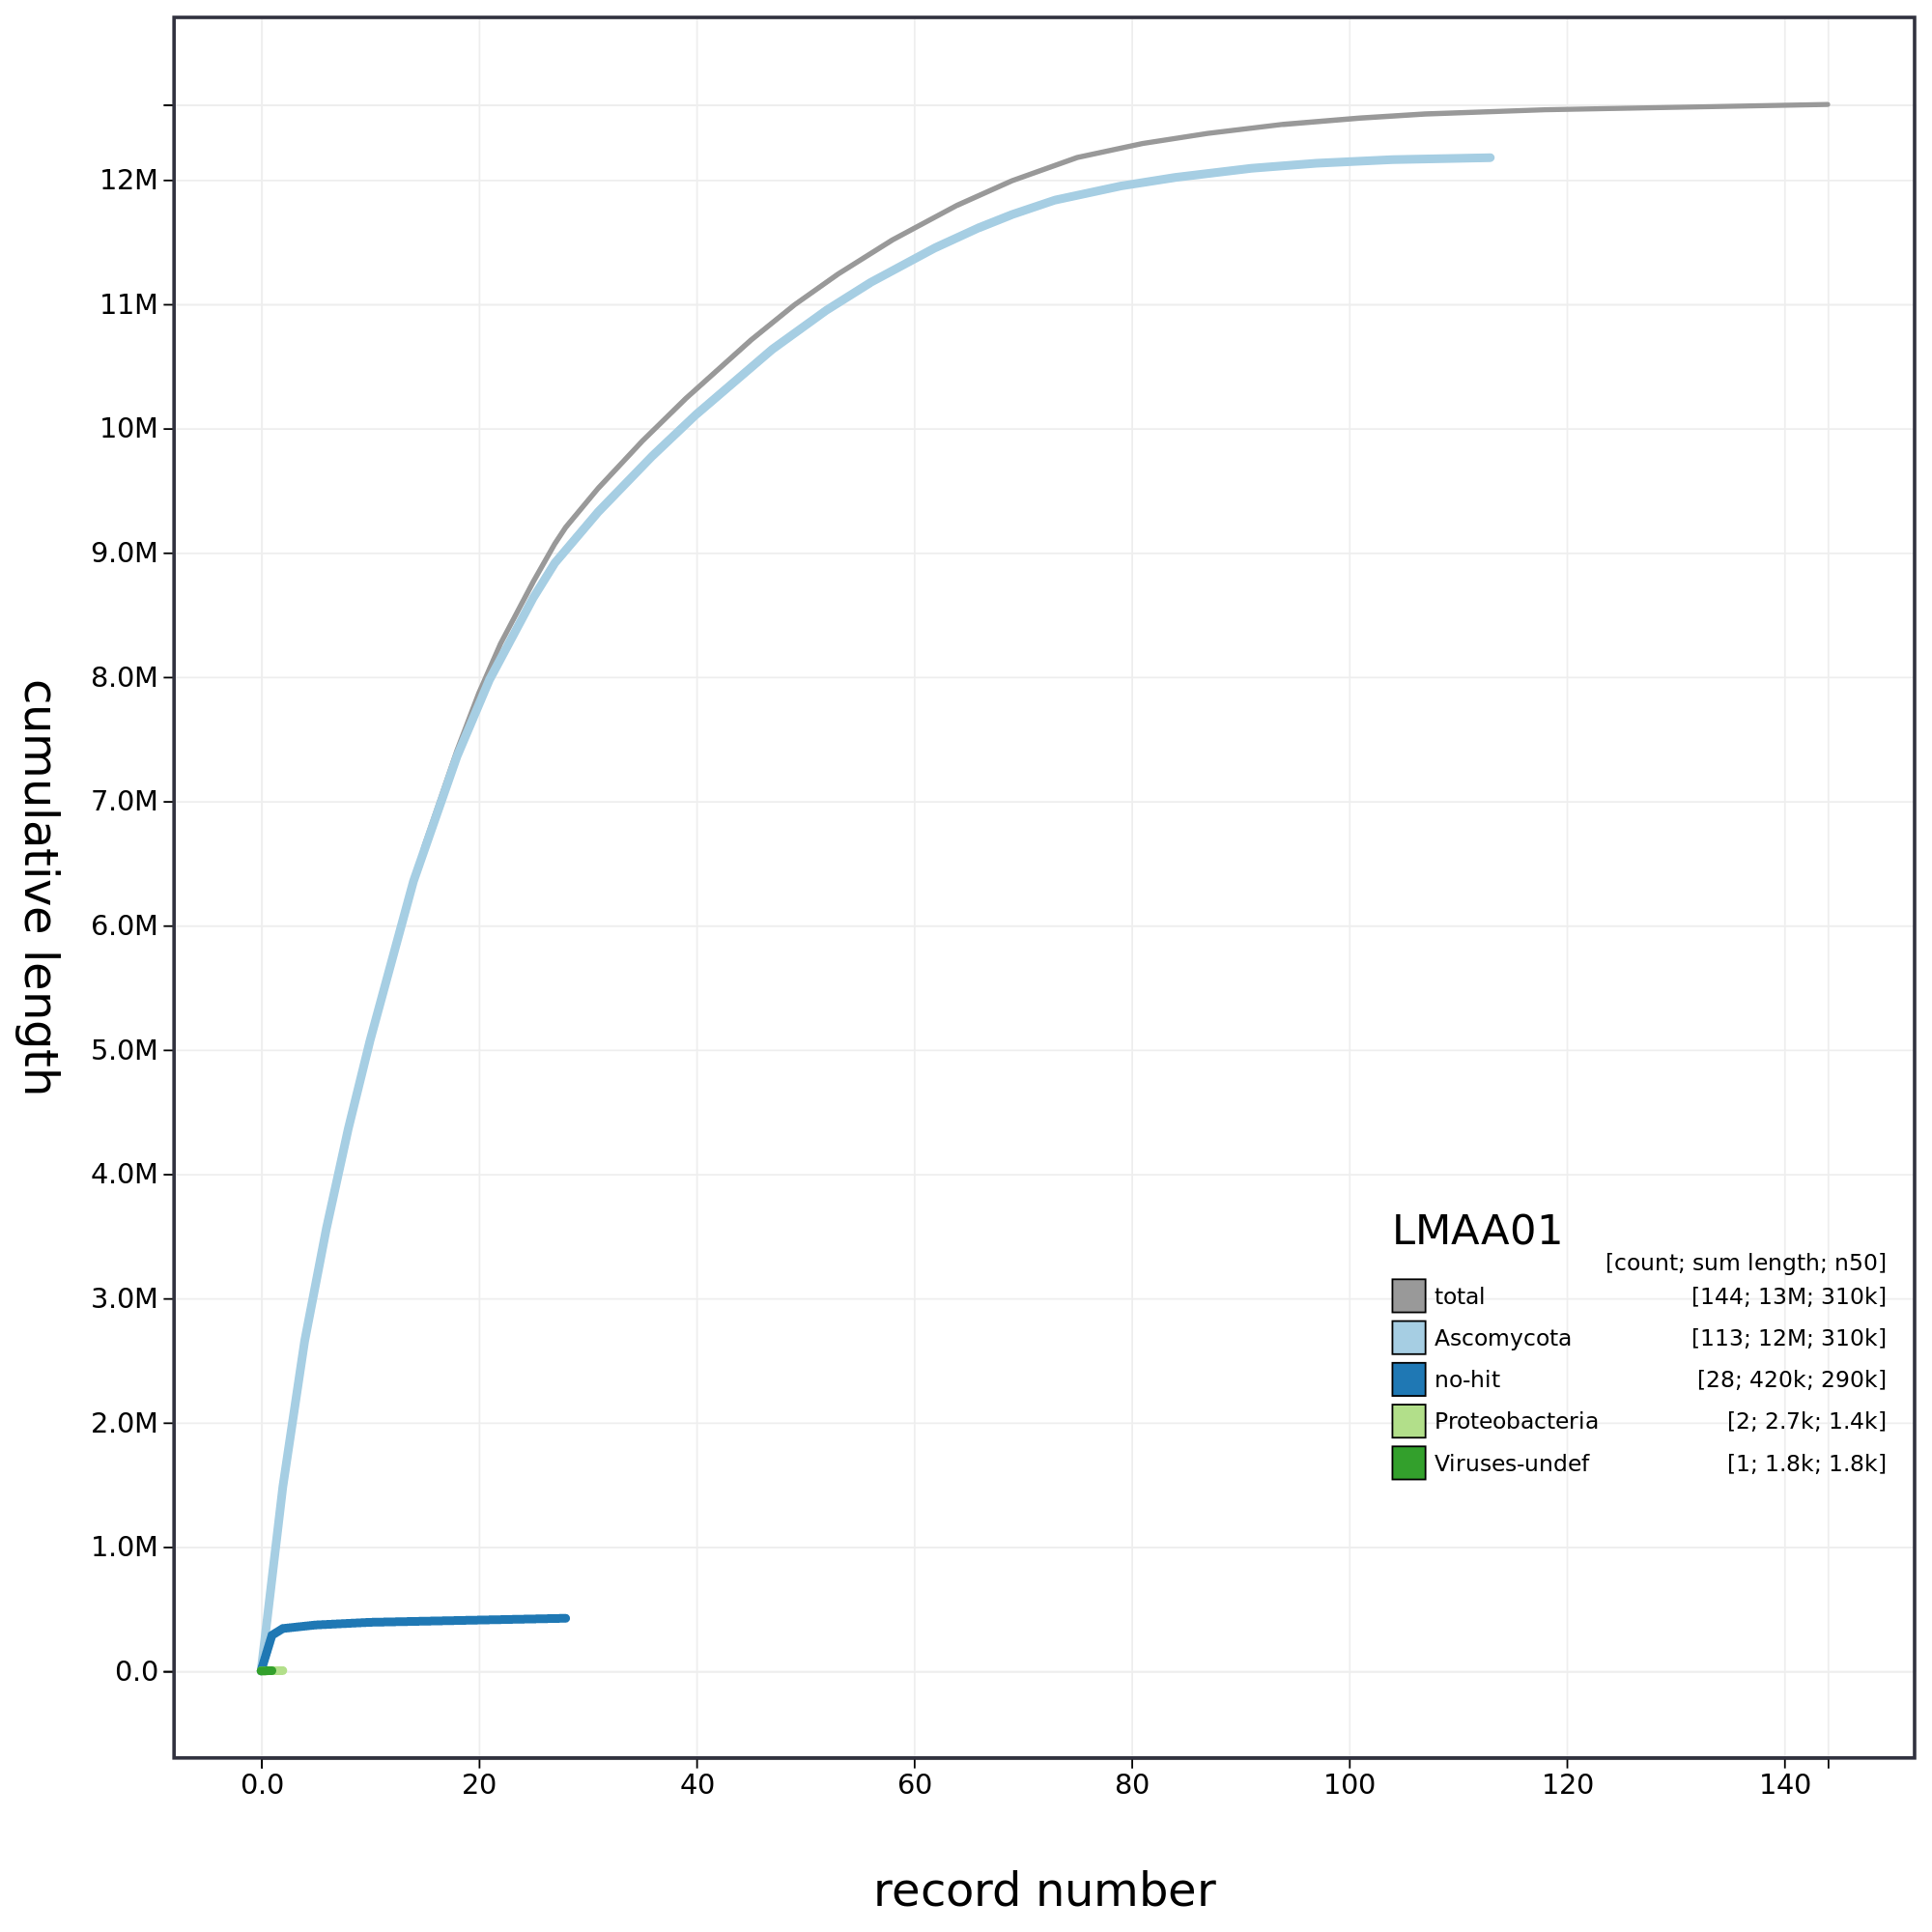 cumulative length
12M
11M
10M
9.0M
8.0M
7.0M
6.0M
5.0M
4.0M
3.0M
2.0M
1.0M
0.0
LMAA01
[count; sum length; n50]
total [144; 13M; 310k]
Ascomycota [113; 12M; 310k]
no-hit [28; 420k; 290k]
Proteobacteria [2; 2.7k; 1.4k]
Viruses-undef [1; 1.8k; 1.8k]
0.0 20 40 60 80 100 120 140
record number